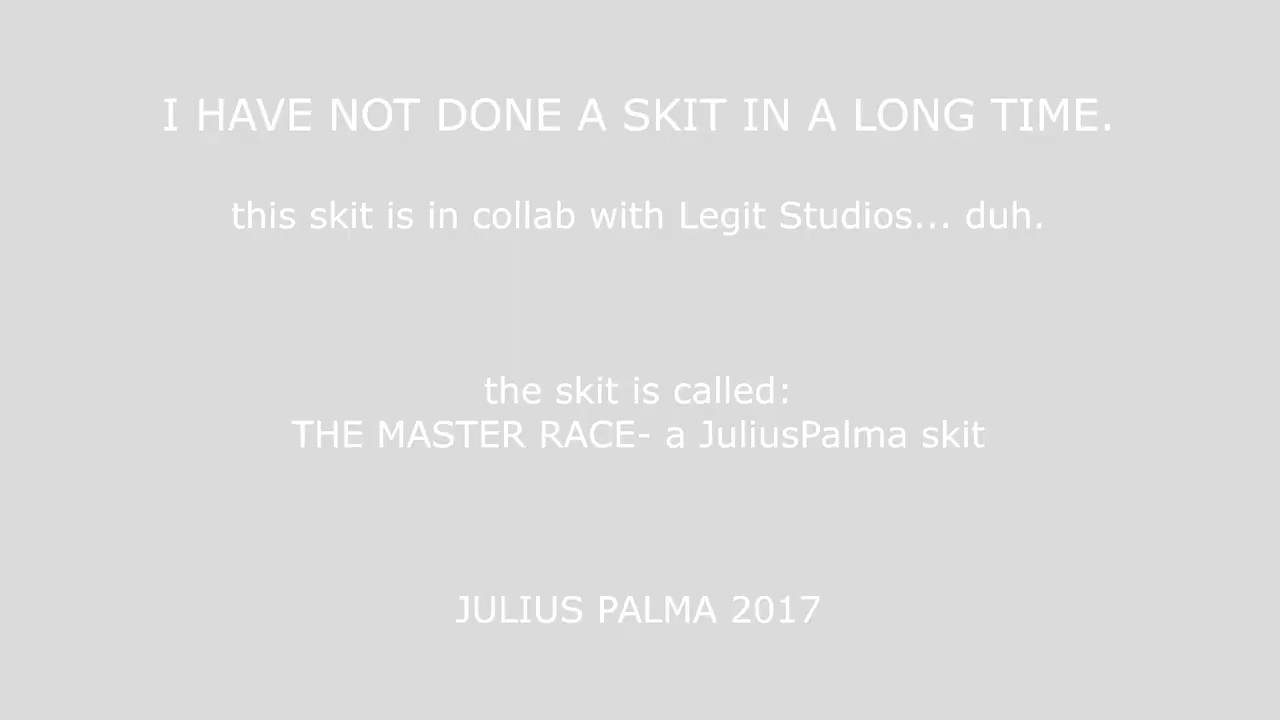 I HAVE NOT DONE A SKIT IN A LONG TIME.
this skit is in collab with Legit Studios... duh.
the skit is called:
THE MASTER RACE- a JuliusPalma skit
JULIUS PALMA 2017